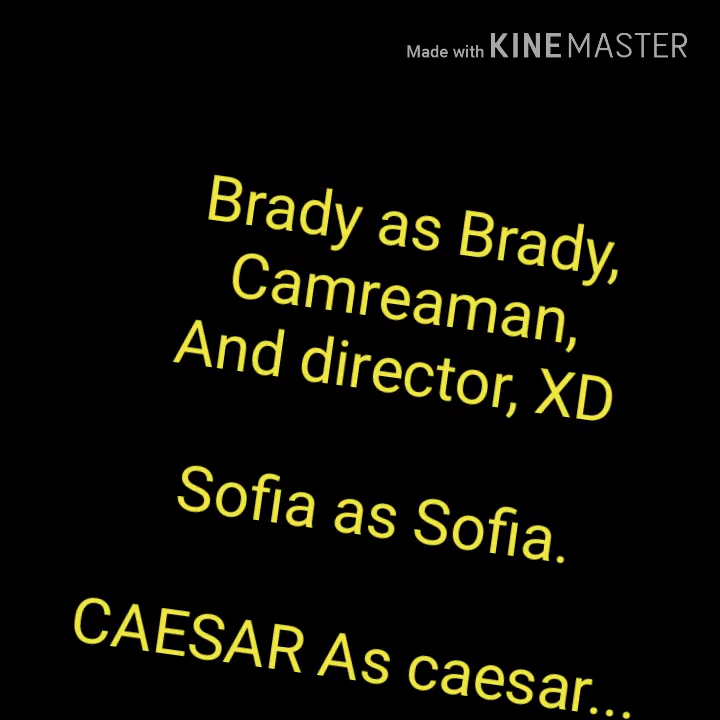 Made with KINEMASTER
Brady as Brady,
Camreaman,
And director, XD
Sofia as Sofia.
CAESAR As caesar...